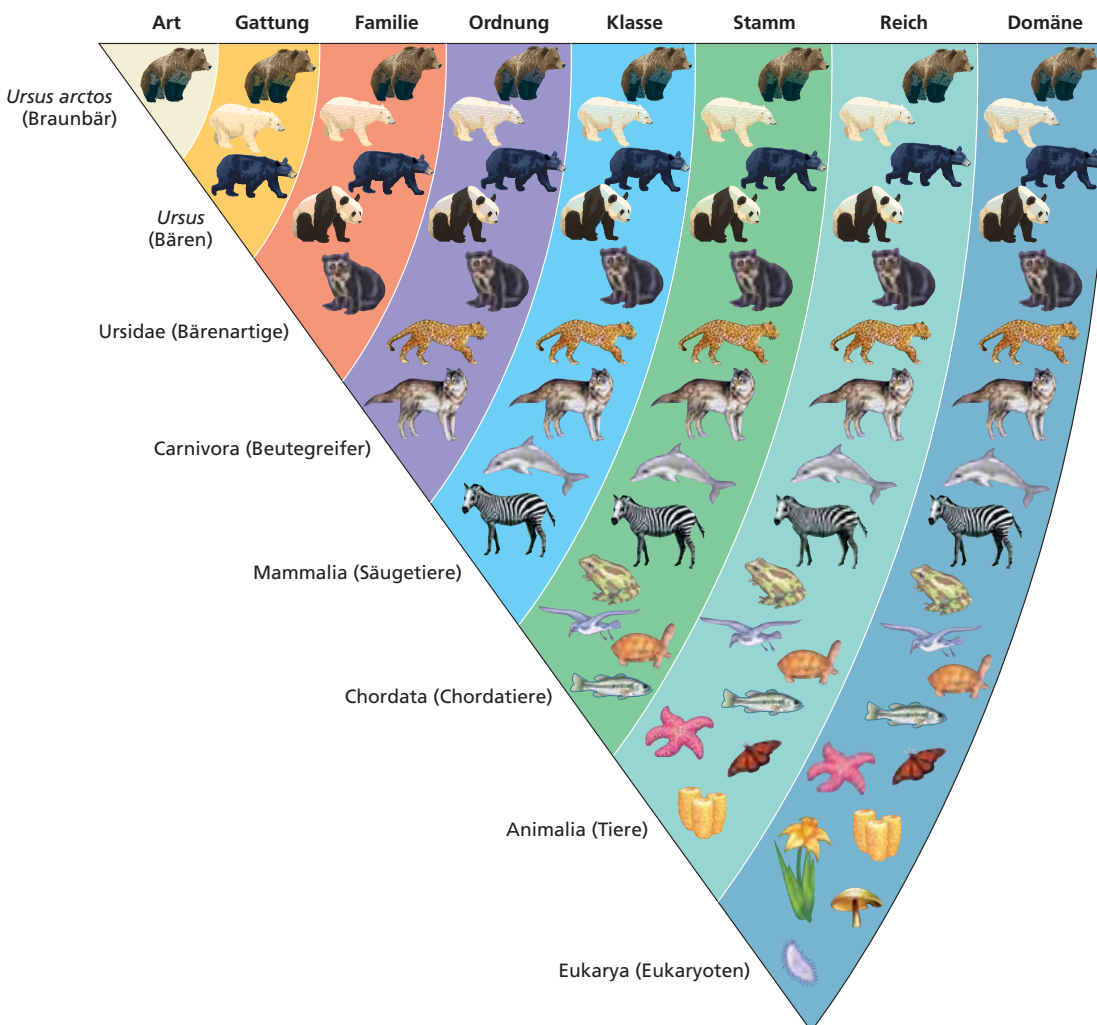 Art Gattung Familie Ordnung Klasse Stamm Reich Domäne
Ursus arctos
(Braunbär)
Ursus
(Bären)
Ursidae (Bärenartige)
Carnivora (Beutegreifer)
Mammalia (Säugetiere)
Chordata (Chordatiere)
Animalia (Tiere)
Eukarya (Eukaryoten)